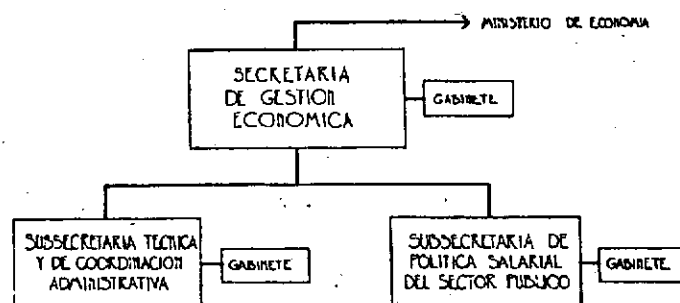 MINISTERIO DE ECONOMIA
SECRETARIA
DE GESTION
ECONOMICA
GABINETE
SUBSECRETARIA TECNICA
Y DE COORDINACION
ADMINISTRATIVA
GABINETE
SUBSECRETARIA DE
POLITICA SALARIAL
DEL SECTOR PUBLICO
GABINETE